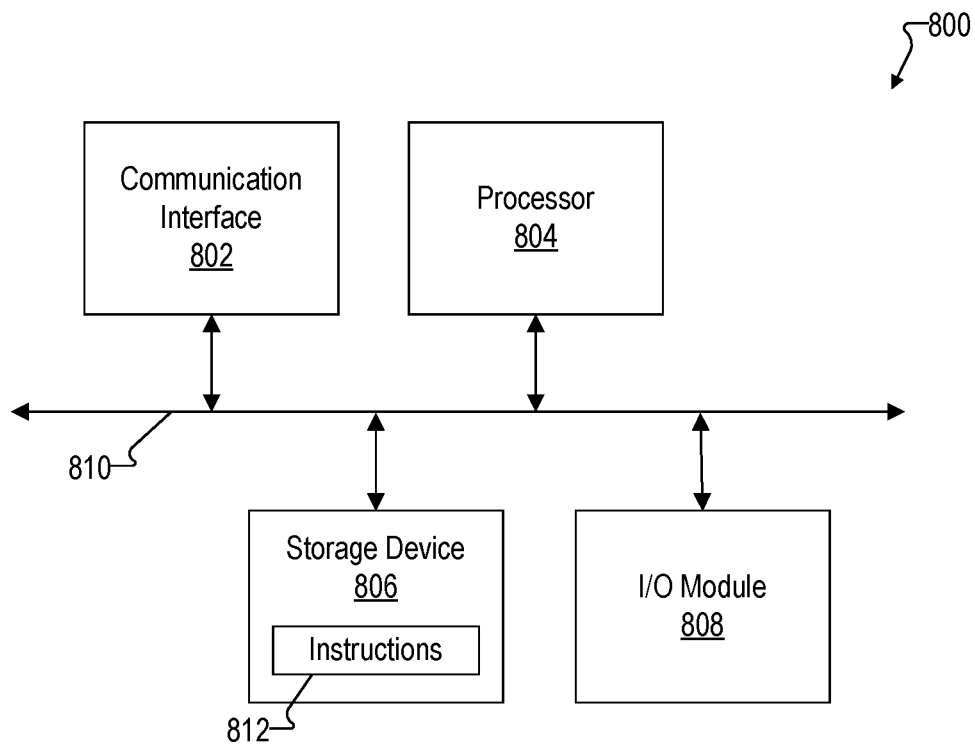 800
Communication
Interface
802
Processor
804
810
Storage Device
806
Instructions
812
I/O Module
808